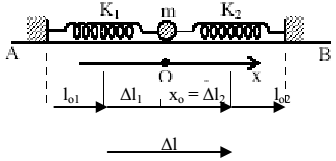 K₁ m K₂
A B
O x
lₒ₁ Δl₁ xₒ = Δl₂ lₒ₂
Δl